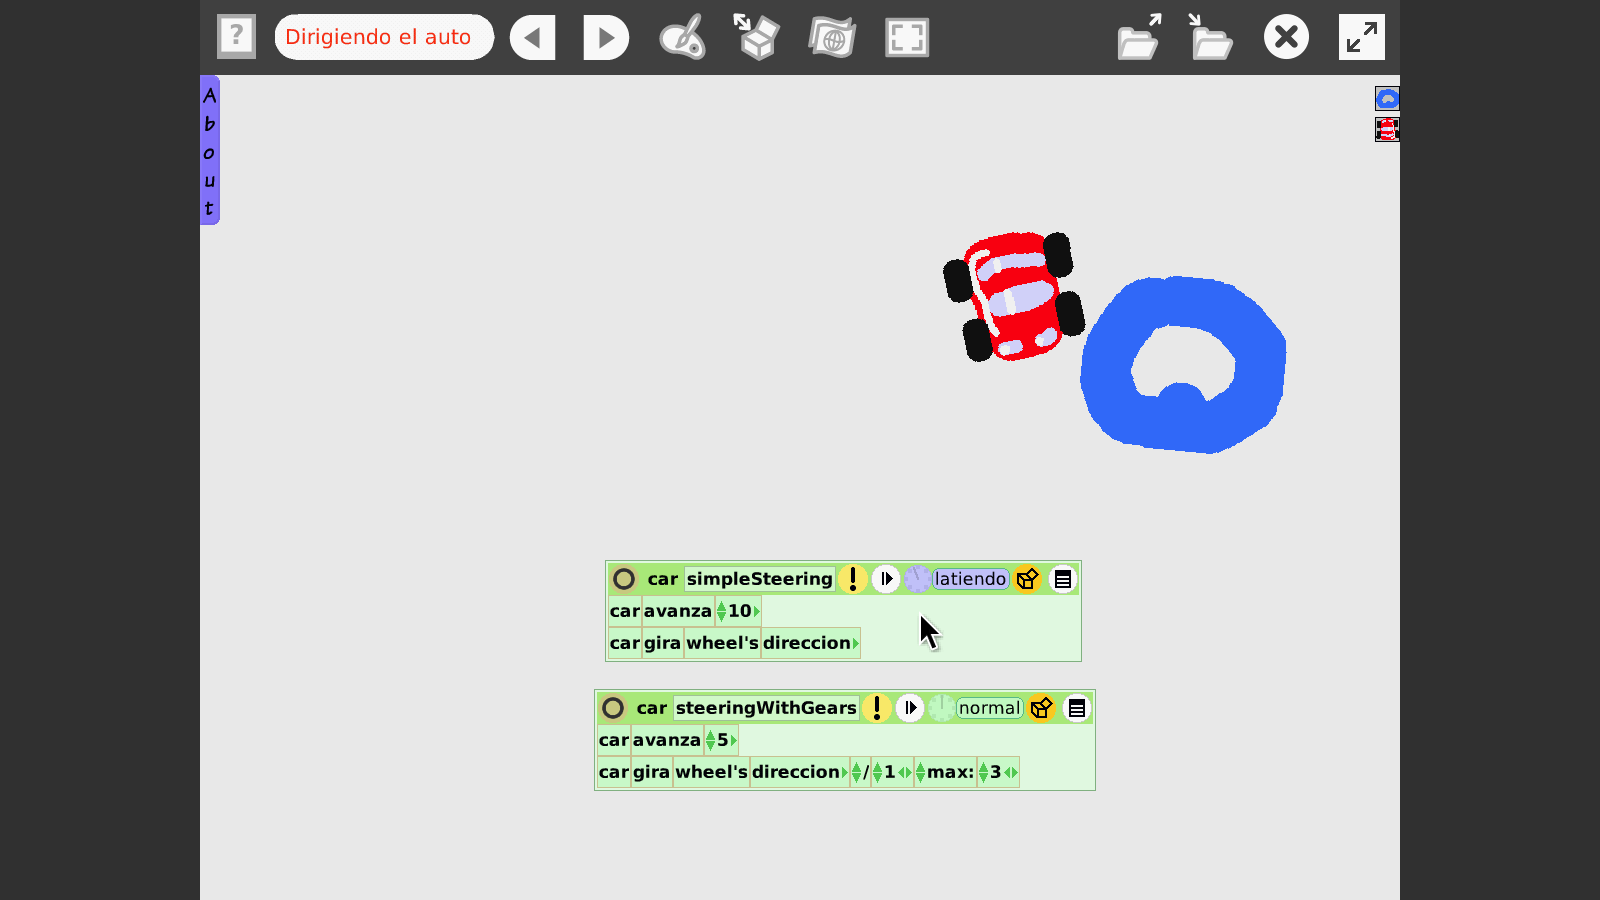 ?
Dirigiendo el auto
About
car simpleSteering ! latiendo
car avanza 10
car gira wheel's direccion
car steeringWithGears ! normal
car avanza 5
car gira wheel's direccion / 1 max: 3